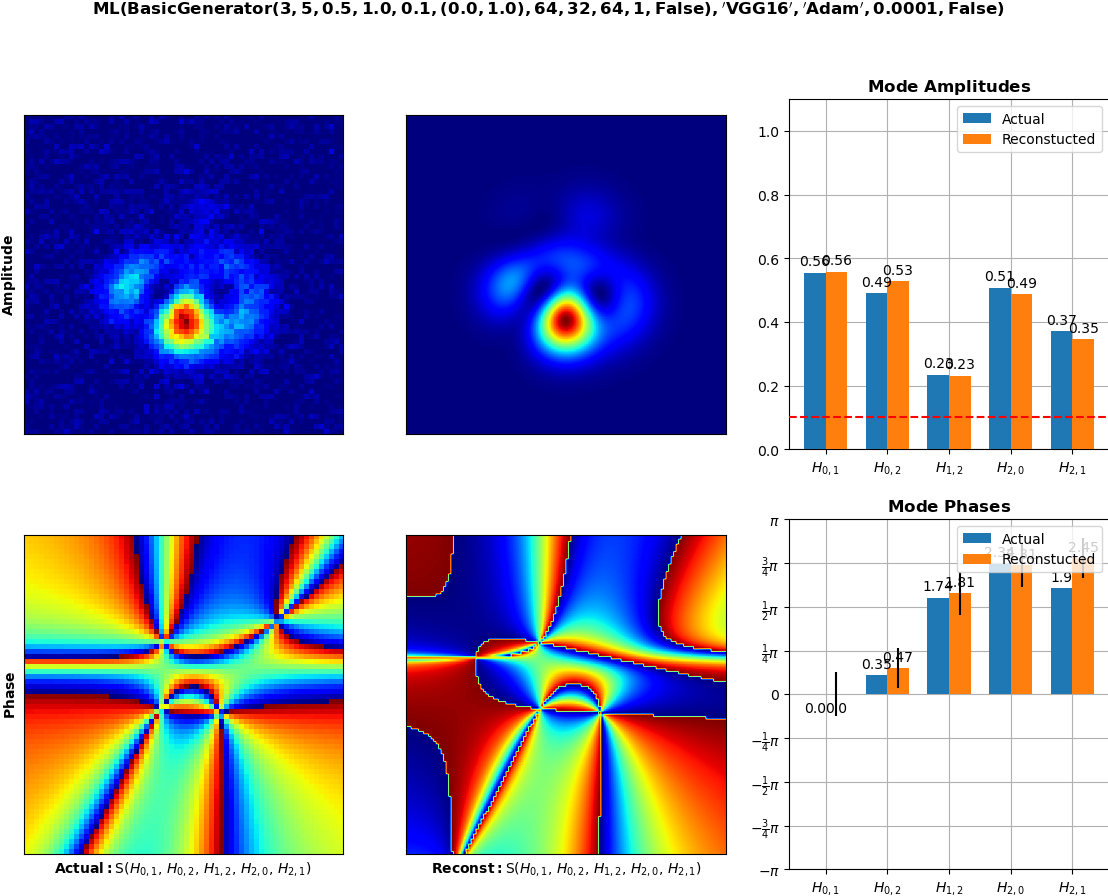 ML(BasicGenerator(3, 5, 0.5, 1.0, 0.1, (0.0, 1.0), 64, 32, 64, 1, False), ′VGG16′, ′Adam′, 0.0001, False)
Amplitude
Mode Amplitudes
Actual
Reconstucted
1.0
0.8
0.6
0.4
0.2
0.0
0.56
0.56
0.49
0.53
0.23
0.23
0.51
0.49
0.37
0.35
H0,1
H0,2
H1,2
H2,0
H2,1
Phase
Actual: S(H0,1, H0,2, H1,2, H2,0, H2,1)
Reconst: S(H0,1, H0,2, H1,2, H2,0, H2,1)
Mode Phases
Actual
Reconstucted
π
3/4π
1/2π
1/4π
0
−1/4π
−1/2π
−3/4π
−π
0.00
0.35
0.47
1.74
1.81
2.45
H0,1
H0,2
H1,2
H2,0
H2,1